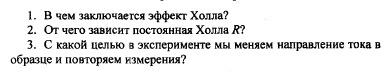 1. В чем заключается эффект Холла?
2. От чего зависит постоянная Холла R?
3. С какой целью в эксперименте мы меняем направление тока в
образце и повторяем измерения?